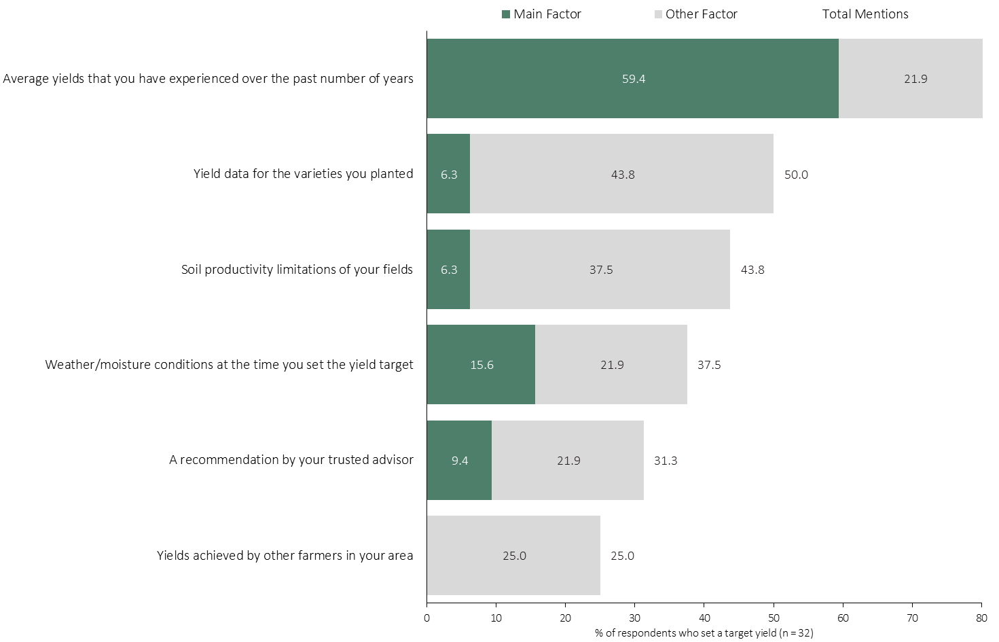 Main Factor Other Factor Total Mentions
Average yields that you have experienced over the past number of years 59.4 21.9
Yield data for the varieties you planted 6.3 43.8 50.0
Soil productivity limitations of your fields 6.3 37.5 43.8
Weather/moisture conditions at the time you set the yield target 15.6 21.9 37.5
A recommendation by your trusted advisor 9.4 21.9 31.3
Yields achieved by other farmers in your area 25.0 25.0
0 10 20 30 40 50 60 70 80
% of respondents who set a target yield (n = 32)